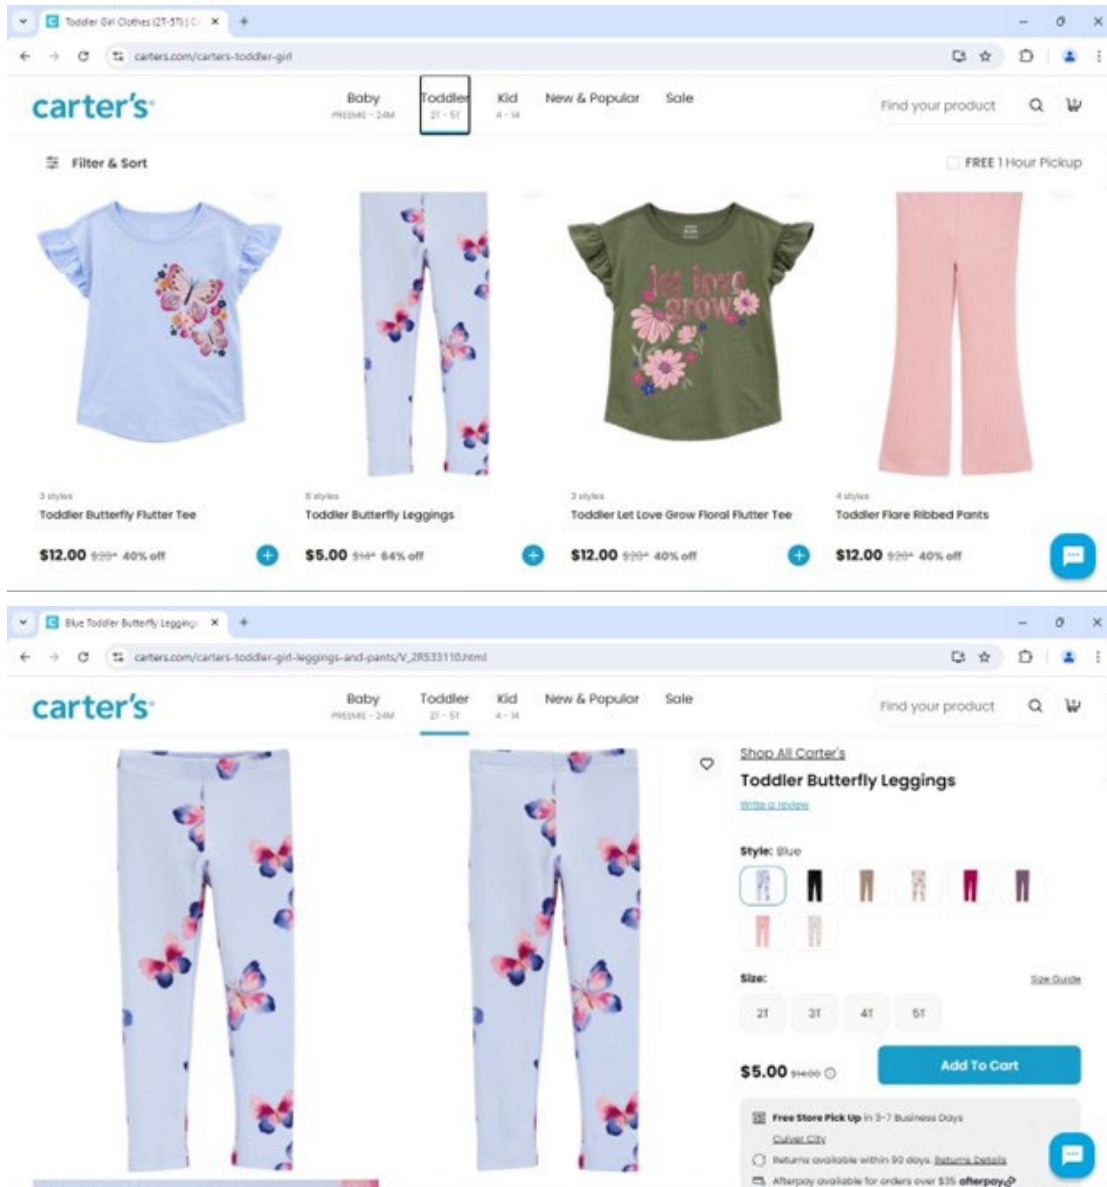 Toddler Girl Clothes (2T-5T) | C
carters.com/carters-toddler-girl
carter's
Baby
PREEMIE - 24M
Toddler
2T - 5T
Kid
4 - 14
New & Popular
Sale
Find your product
Filter & Sort
FREE 1 Hour Pickup
let love
grow
3 styles
Toddler Butterfly Flutter Tee
$12.00 $20* 40% off
8 styles
Toddler Butterfly Leggings
$5.00 $14* 64% off
3 styles
Toddler Let Love Grow Floral Flutter Tee
$12.00 $20* 40% off
4 styles
Toddler Flare Ribbed Pants
$12.00 $20* 40% off
Blue Toddler Butterfly Legging
carters.com/carters-toddler-girl-leggings-and-pants/V_2R533110.html
carter's
Baby
PREEMIE - 24M
Toddler
2T - 5T
Kid
4 - 14
New & Popular
Sale
Find your product
Shop All Carter's
Toddler Butterfly Leggings
Write a review
Style: Blue
Size:
Size Guide
2T 3T 4T 5T
$5.00 $14.00
Add To Cart
Free Store Pick Up in 3-7 Business Days
Culver City
Returns available within 90 days. Returns Details
Afterpay available for orders over $35 afterpay